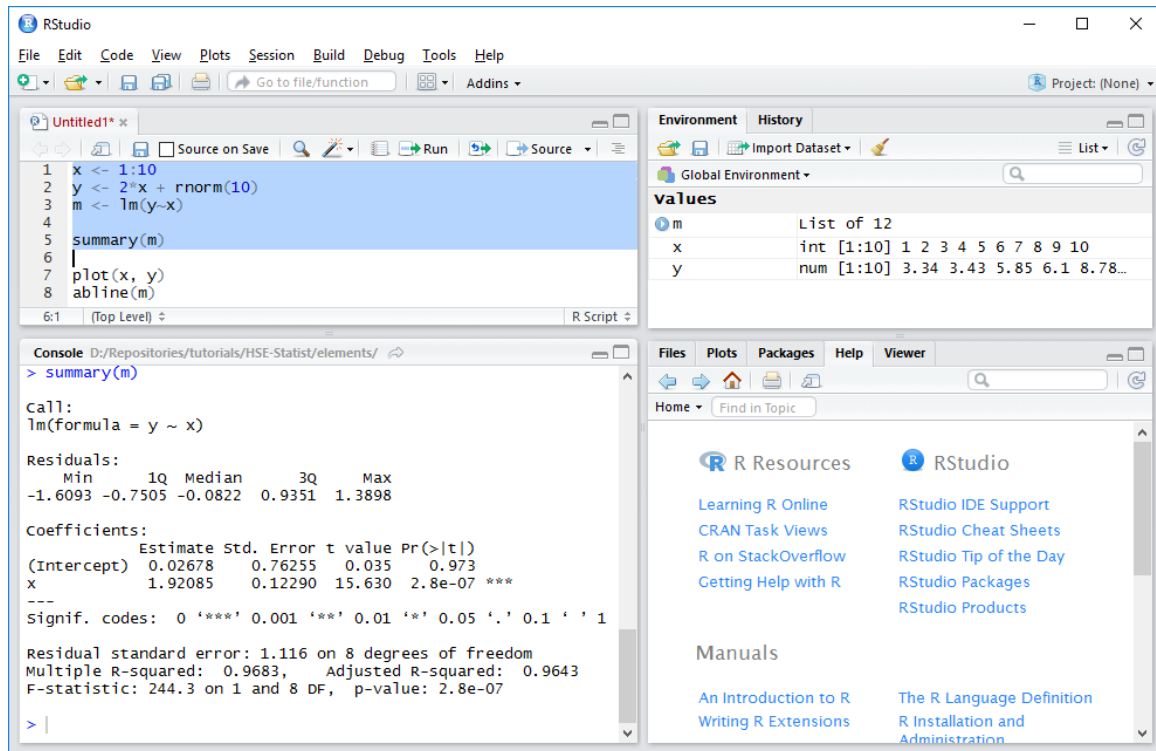 RStudio
File Edit Code View Plots Session Build Debug Tools Help
Go to file/function Addins Project: (None)
Untitled1*
Source on Save Run Source
1 x <- 1:10
2 y <- 2*x + rnorm(10)
3 m <- lm(y~x)
4
5 summary(m)
6
7 plot(x, y)
8 abline(m)
6:1 (Top Level) R Script
Console D:/Repositories/tutorials/HSE-Statist/elements/
> summary(m)

Call:
lm(formula = y ~ x)

Residuals:
    Min      1Q  Median      3Q     Max
-1.6093 -0.7505 -0.0822  0.9351  1.3898

Coefficients:
            Estimate Std. Error t value Pr(>|t|)
(Intercept)  0.02678    0.76255   0.035    0.973
x            1.92085    0.12290  15.630  2.8e-07 ***
---
Signif. codes:  0 ‘***’ 0.001 ‘**’ 0.01 ‘*’ 0.05 ‘.’ 0.1 ‘ ’ 1

Residual standard error: 1.116 on 8 degrees of freedom
Multiple R-squared:  0.9683,	Adjusted R-squared:  0.9643
F-statistic: 244.3 on 1 and 8 DF,  p-value: 2.8e-07

>
Environment History
Import Dataset List
Global Environment
Values
m List of 12
x int [1:10] 1 2 3 4 5 6 7 8 9 10
y num [1:10] 3.34 3.43 5.85 6.1 8.78…
Files Plots Packages Help Viewer
Home Find in Topic
R R Resources
Learning R Online
CRAN Task Views
R on StackOverflow
Getting Help with R
R RStudio
RStudio IDE Support
RStudio Cheat Sheets
RStudio Tip of the Day
RStudio Packages
RStudio Products
Manuals
An Introduction to R
Writing R Extensions
The R Language Definition
R Installation and
Administration